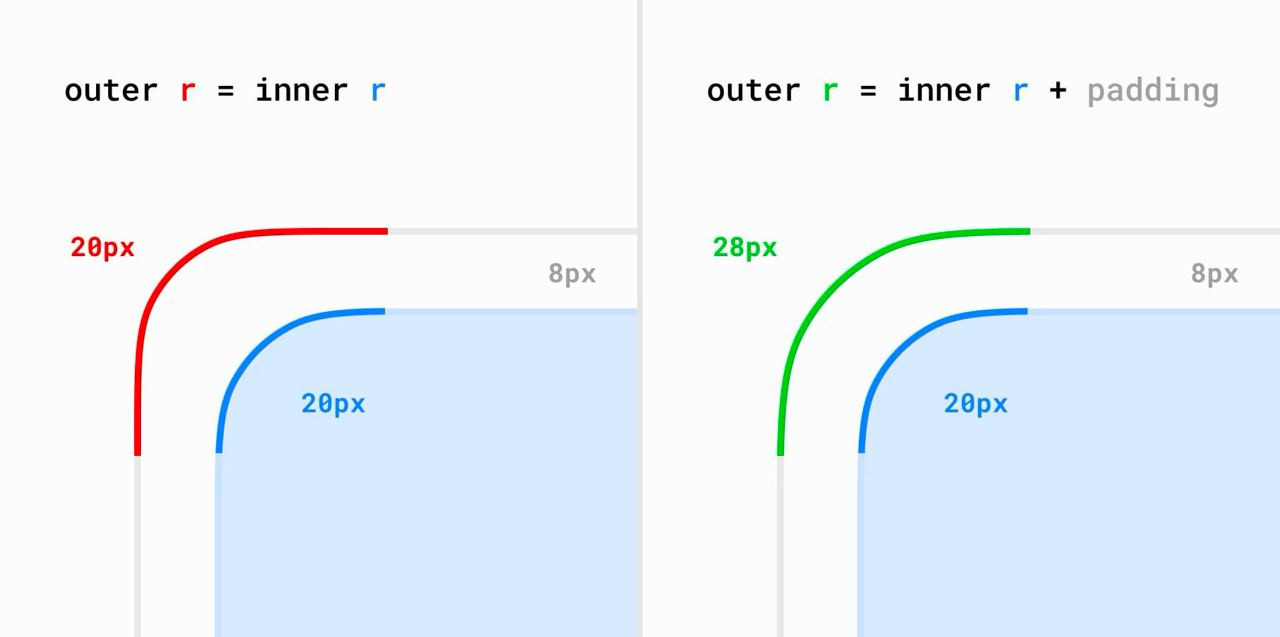 outer r = inner r
20px
8px
20px
outer r = inner r + padding
28px
8px
20px